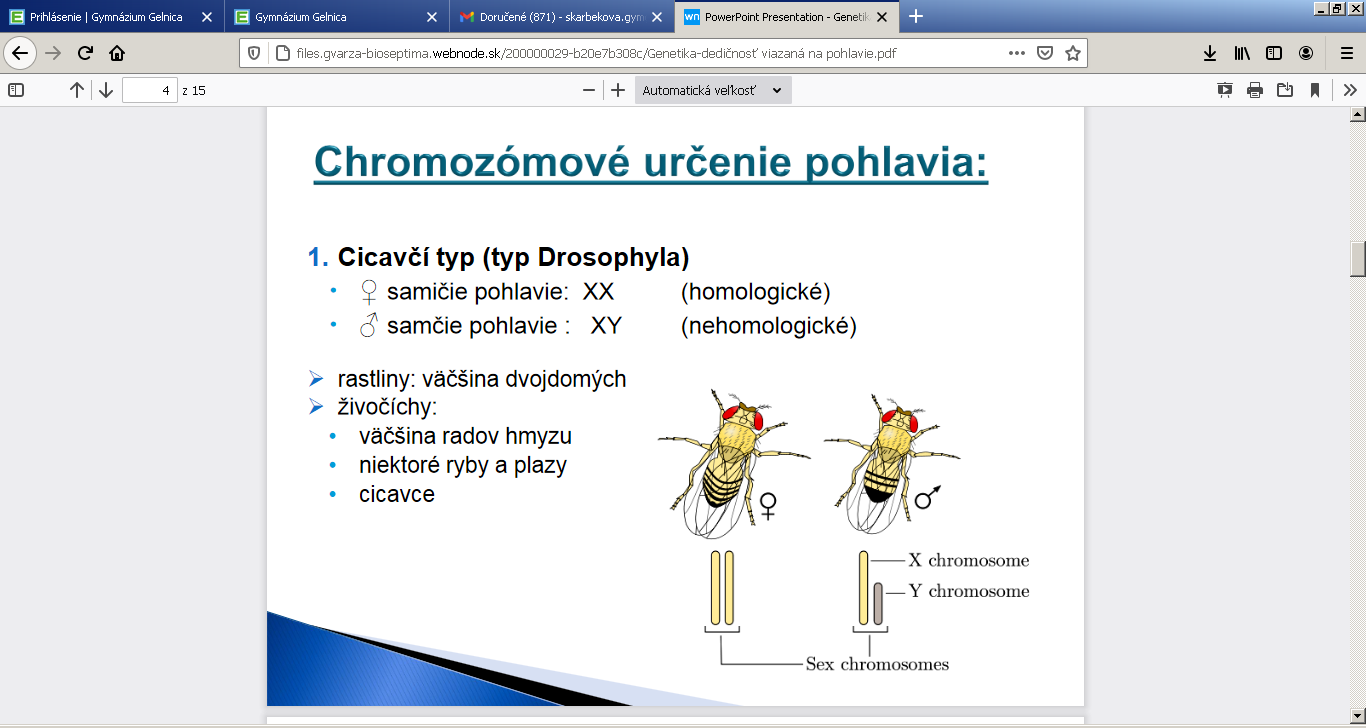 Prihlásenie | Gymnázium Gelnica
Gymnázium Gelnica
Doručené (871) - skarbekova.gym
PowerPoint Presentation - Genetik
files.gvarza-bioseptima.webnode.sk/200000029-b20e7b308c/Genetika-dedičnosť viazaná na pohlavie.pdf
4 z 15
Automatická veľkosť
Chromozómové určenie pohlavia:
1. Cicavčí typ (typ Drosophyla)
• ♀ samičie pohlavie: XX (homologické)
• ♂ samčie pohlavie : XY (nehomologické)
➢ rastliny: väčšina dvojdomých
➢ živočíchy:
• väčšina radov hmyzu
• niektoré ryby a plazy
• cicavce
♀
♂
X chromosome
Y chromosome
Sex chromosomes